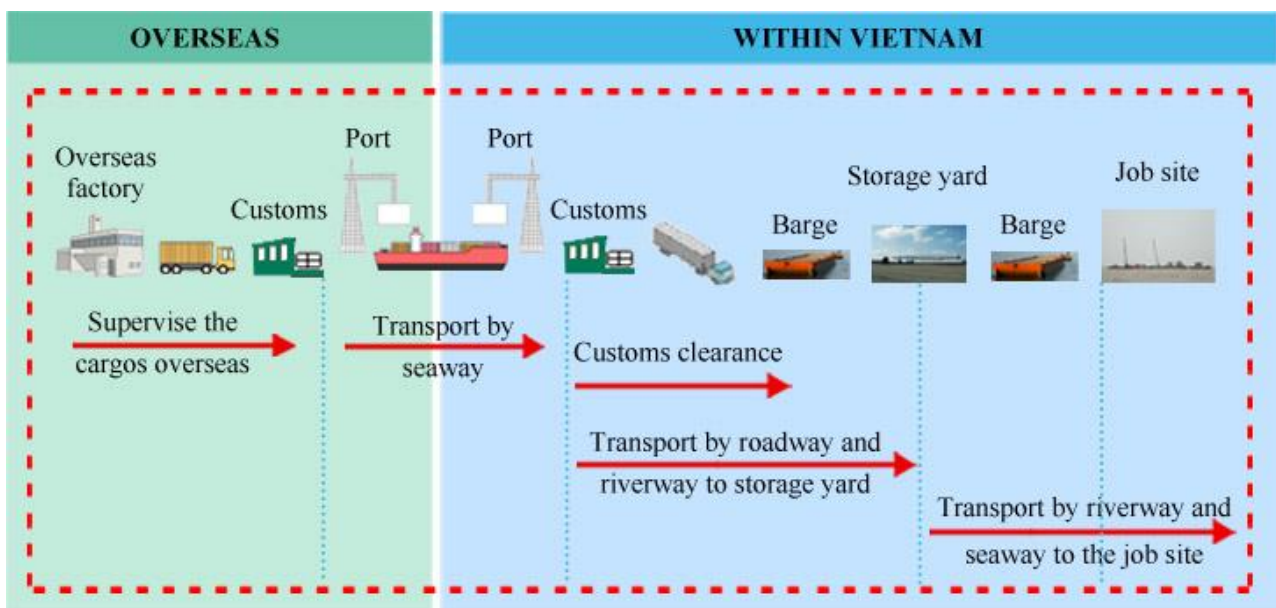 OVERSEAS
WITHIN VIETNAM
Port
Port
Overseas
factory
Storage yard
Job site
Customs
Customs
Barge
Barge
Supervise the
cargos overseas
Transport by
seaway
Customs clearance
Transport by roadway and
riverway to storage yard
Transport by riverway and
seaway to the job site